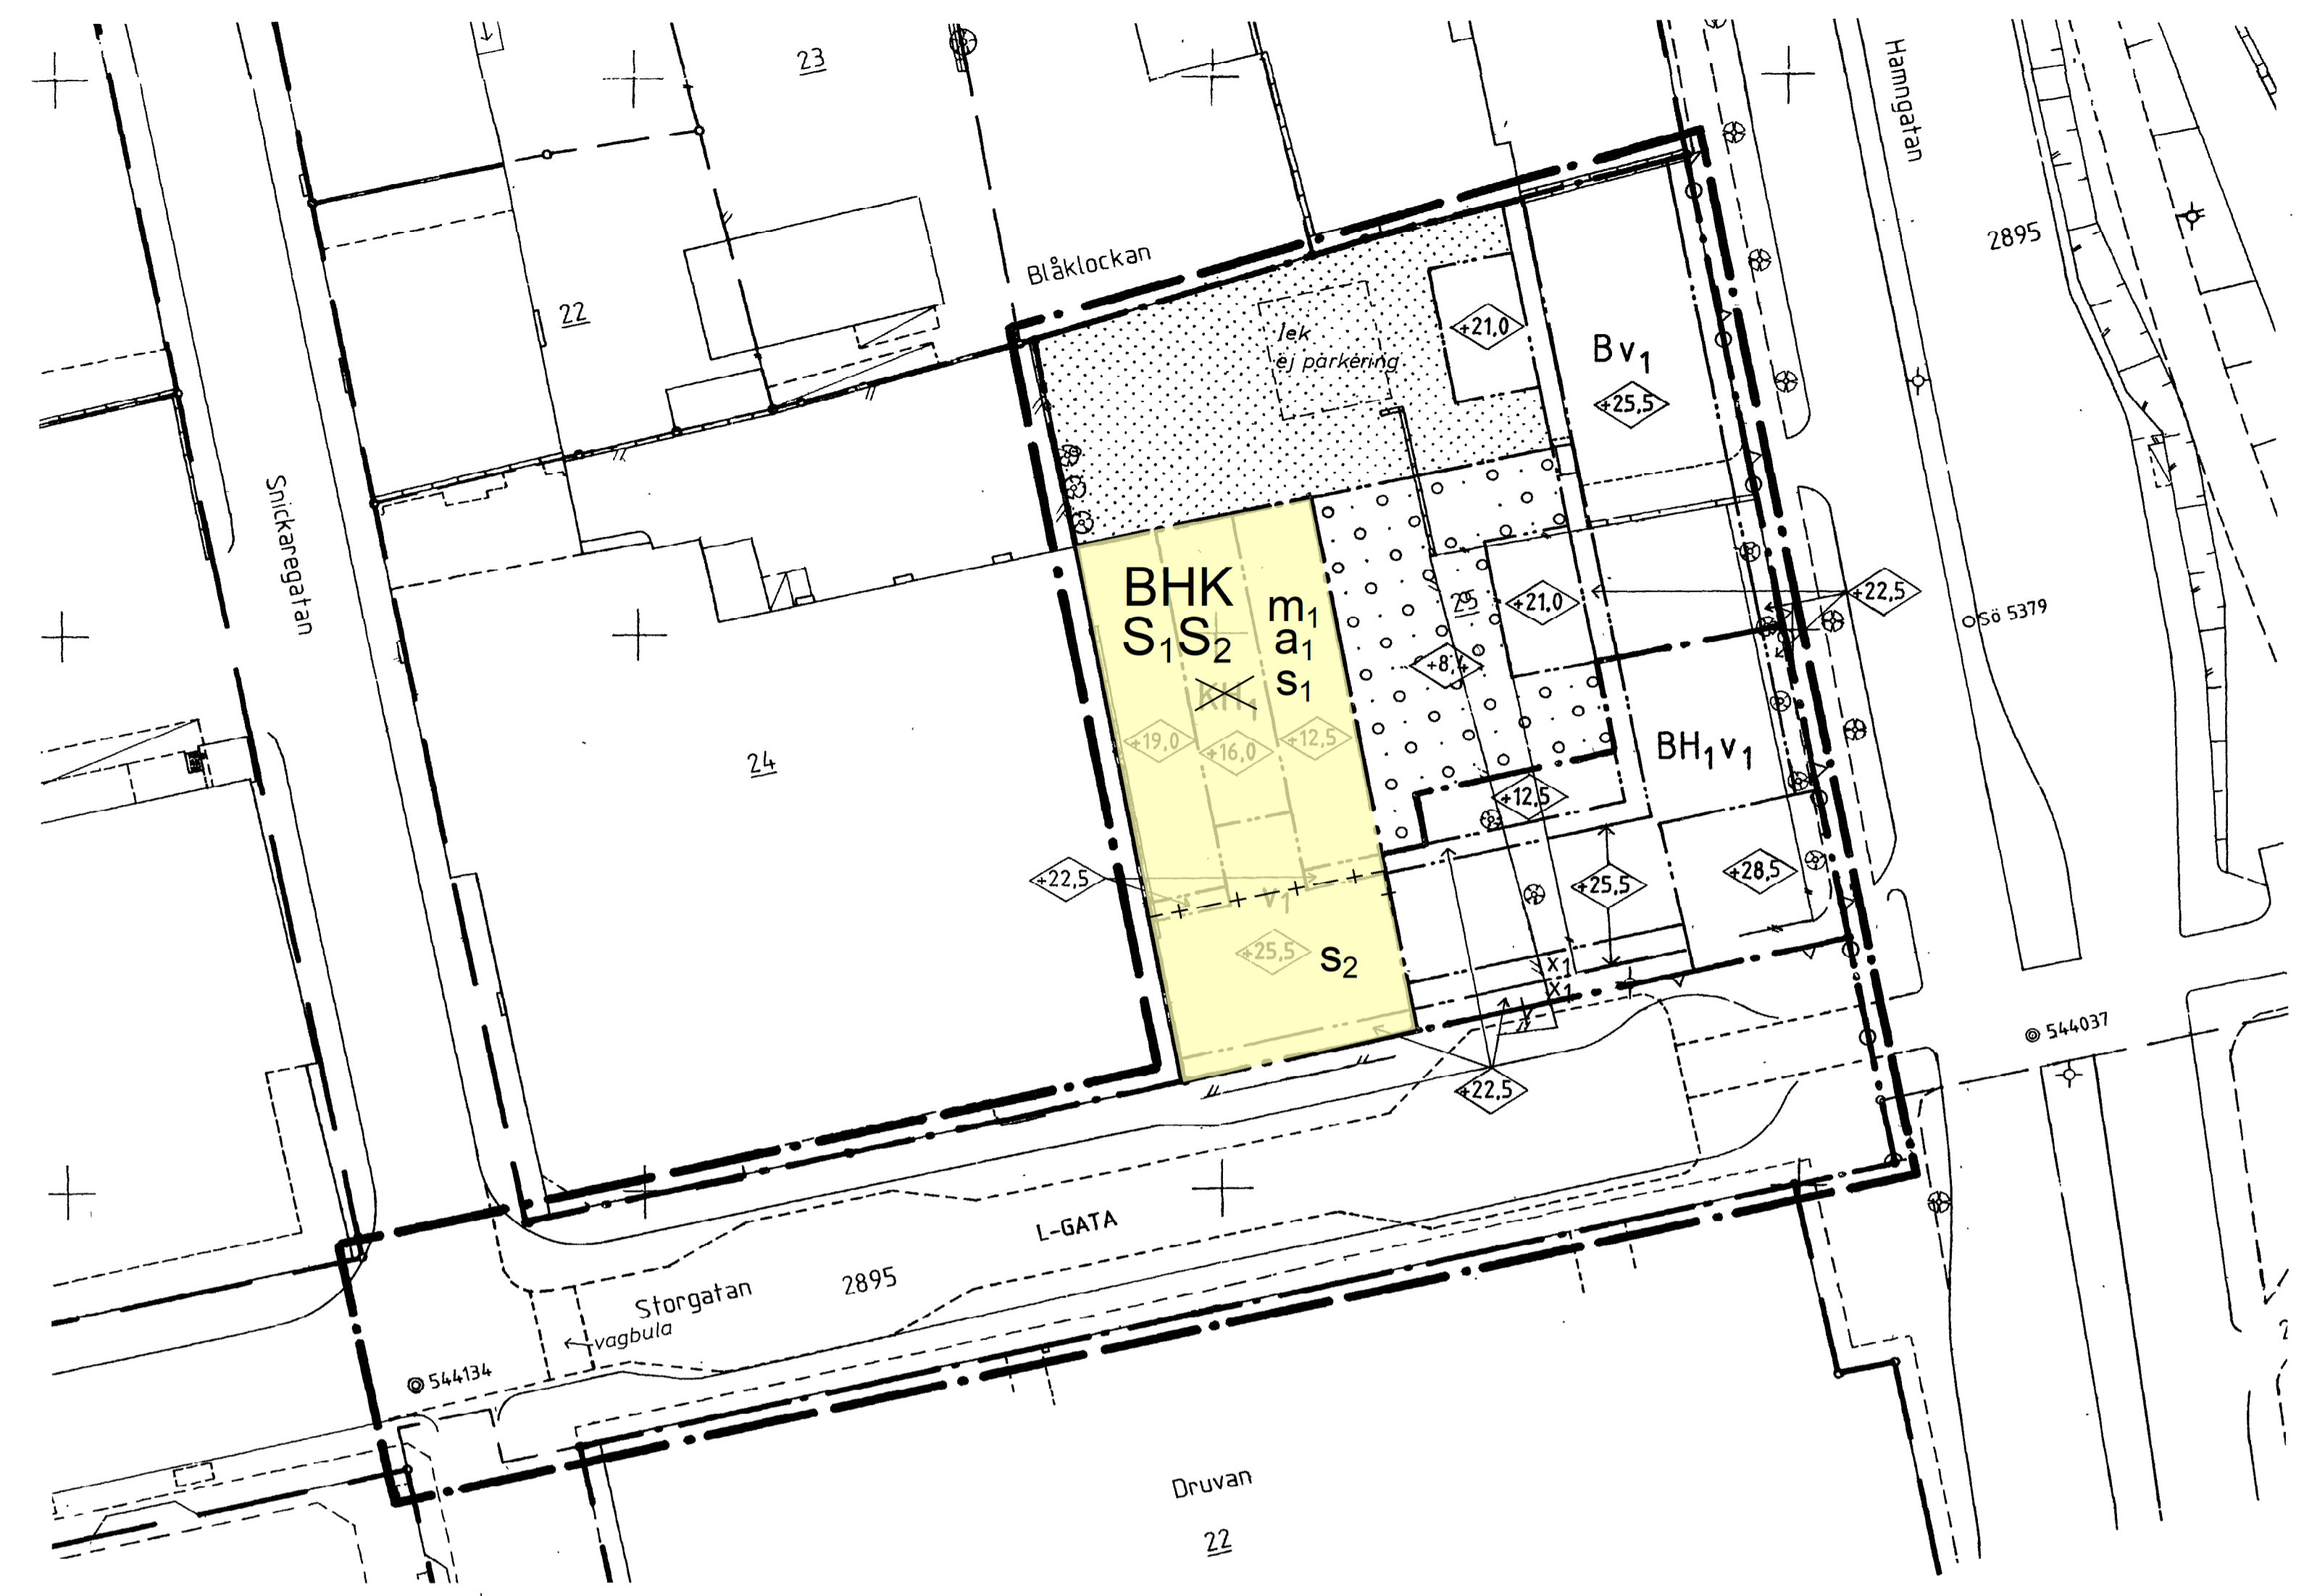 23
Hamngatan
2895
Blåklockan
22
lek
ej parkering
+21,0
Bv₁
+25,5
Snickaregatan
BHK
S₁S₂
m₁
a₁
s₁
KH₁
25
+21,0
+22,5
Sö 5379
+8,4
+19,0
+16,0
+12,5
24
BH₁v₁
+12,5
+22,5
v₁
+25,5
s₂
+25,5
+28,5
x₁
x₁
544037
+22,5
L-GATA
Storgatan
2895
vagbula
544134
Druvan
22